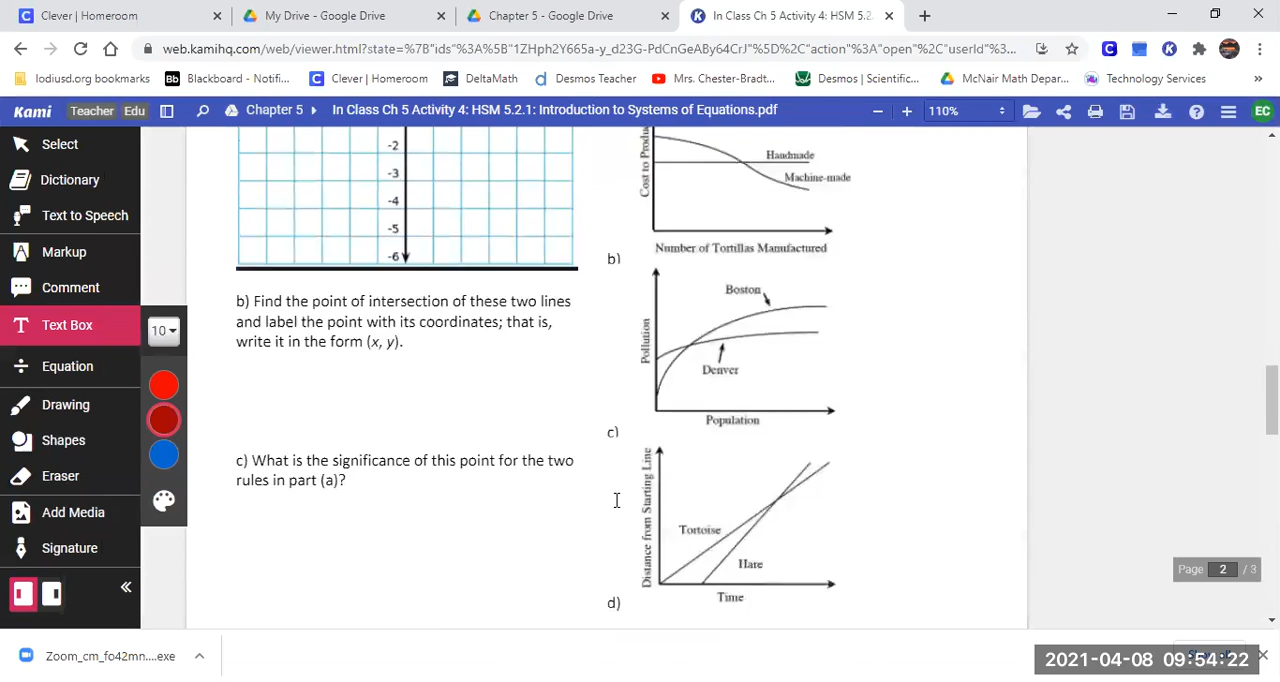 Clever | Homeroom
My Drive - Google Drive
Chapter 5 - Google Drive
In Class Ch 5 Activity 4: HSM 5.2.
web.kamihq.com/web/viewer.html?state=%7B"ids"%3A%5B"1ZHph2Y665a-y_d23G-PdCnGeABy64CrJ"%5D%2C"action"%3A"open"%2C"userId"%3...
lodiusd.org bookmarks
Bb Blackboard - Notifi...
Clever | Homeroom
DeltaMath
Desmos Teacher
Mrs. Chester-Bradt...
Desmos | Scientific...
McNair Math Depar...
Technology Services
Kami Teacher Edu
Chapter 5
In Class Ch 5 Activity 4: HSM 5.2.1: Introduction to Systems of Equations.pdf
110%
EC
Select
Dictionary
Text to Speech
Markup
Comment
Text Box
10
Equation
Drawing
Shapes
Eraser
Add Media
Signature
-2
-3
-4
-5
-6
b) Find the point of intersection of these two lines
and label the point with its coordinates; that is,
write it in the form (x, y).
c) What is the significance of this point for the two
rules in part (a)?
Cost to
Handmade
Machine-made
Number of Tortillas Manufactured
b)
Pollution
Boston
Denver
Population
c)
Distance from Starting Line
Tortoise
Hare
Time
d)
Page 2 / 3
Zoom_cm_fo42mn....exe
2021-04-08 09:54:22